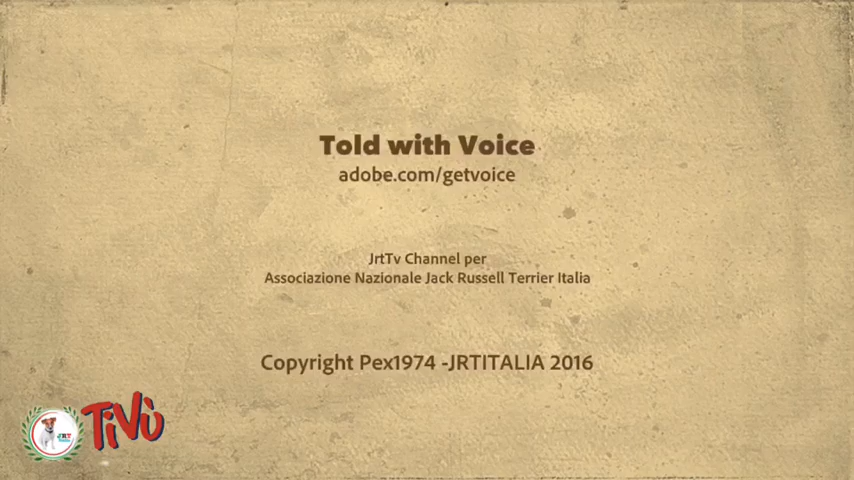 Told with Voice
adobe.com/getvoice
JrtTv Channel per
Associazione Nazionale Jack Russell Terrier Italia
Copyright Pex1974 -JRTITALIA 2016
JRT
TiVù